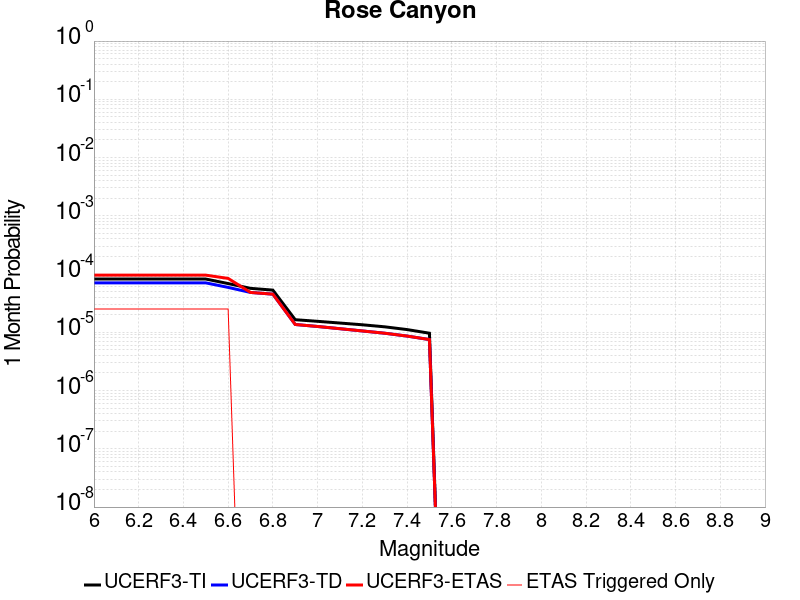 Rose Canyon
10 0
10 -1
10 -2
10 -3
10 -4
10 -5
10 -6
10 -7
10 -8
1 Month Probability
6 6.2 6.4 6.6 6.8 7 7.2 7.4 7.6 7.8 8 8.2 8.4 8.6 8.8 9
Magnitude
UCERF3-TI UCERF3-TD UCERF3-ETAS ETAS Triggered Only